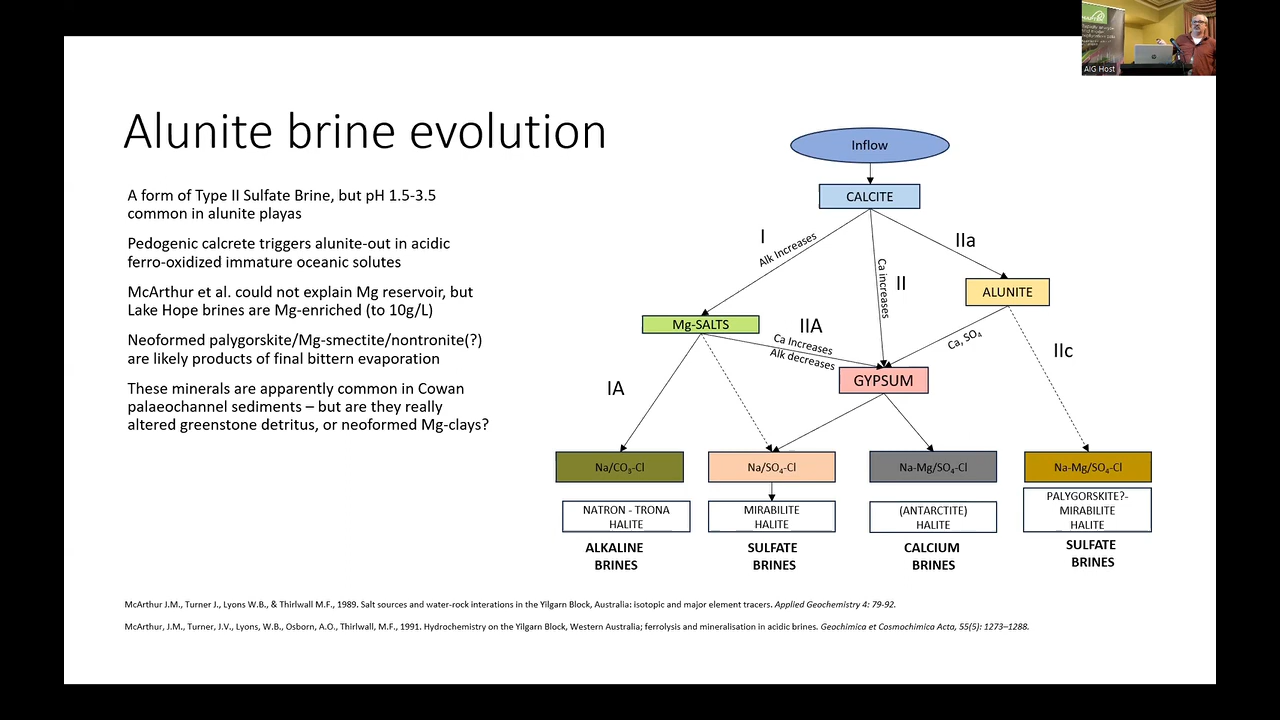 AIG Host
Alunite brine evolution
A form of Type II Sulfate Brine, but pH 1.5-3.5
common in alunite playas
Pedogenic calcrete triggers alunite-out in acidic
ferro-oxidized immature oceanic solutes
McArthur et al. could not explain Mg reservoir, but
Lake Hope brines are Mg-enriched (to 10g/L)
Neoformed palygorskite/Mg-smectite/nontronite(?)
are likely products of final bittern evaporation
These minerals are apparently common in Cowan
palaeochannel sediments – but are they really
altered greenstone detritus, or neoformed Mg-clays?
Inflow
CALCITE
I
Alk Increases
Ca increases
II
IIa
ALUNITE
Mg-SALTS
IIA
Ca Increases
Alk decreases
Ca, SO₄
IIc
GYPSUM
IA
Na/CO₃-Cl
Na/SO₄-Cl
Na-Mg/SO₄-Cl
Na-Mg/SO₄-Cl
NATRON - TRONA
HALITE
MIRABILITE
HALITE
(ANTARCTITE)
HALITE
PALYGORSKITE?-
MIRABILITE
HALITE
ALKALINE
BRINES
SULFATE
BRINES
CALCIUM
BRINES
SULFATE
BRINES
McArthur J.M., Turner J., Lyons W.B., & Thirlwall M.F., 1989. Salt sources and water-rock interations in the Yilgarn Block, Australia: isotopic and major element tracers. Applied Geochemistry 4: 79-92.
McArthur, J.M., Turner, J.V., Lyons, W.B., Osborn, A.O., Thirlwall, M.F., 1991. Hydrochemistry on the Yilgarn Block, Western Australia; ferrolysis and mineralisation in acidic brines. Geochimica et Cosmochimica Acta, 55(5): 1273–1288.